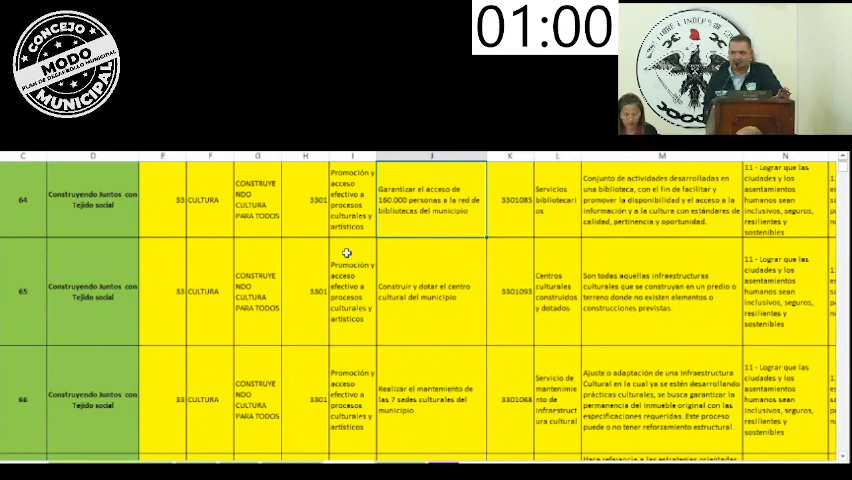 CONCEJO
MODO
PLAN DE DESARROLLO MUNICIPAL
MUNICIPAL
01:00
C D E F G H I J K L M N
64
Construyendo Juntos con
Tejido social
33 CULTURA
CONSTRUYE
NDO
CULTURA
PARA TODOS
3301
Promoción y
acceso
efectivo a
procesos
culturales y
artísticos
Garantizar el acceso de
160.000 personas a la red de
bibliotecas del municipio
3301085
Servicios
bibliotecari
os
Conjunto de actividades desarrolladas en
una biblioteca, con el fin de facilitar y
promover la disponibilidad y el acceso a la
información y a la cultura con estándares de
calidad, pertinencia y oportunidad.
11 - Lograr que las
ciudades y los
asentamientos
humanos sean
inclusivos, seguros,
resilientes y
sostenibles
65
Construyendo Juntos con
Tejido social
33 CULTURA
CONSTRUYE
NDO
CULTURA
PARA TODOS
3301
Promoción y
acceso
efectivo a
procesos
culturales y
artísticos
Construir y dotar el centro
cultural del municipio
3301093
Centros
culturales
construidos
y dotados
Son todas aquellas infraestructuras
culturales que se construyan en un predio o
terreno donde no existen elementos o
construcciones previstas.
11 - Lograr que las
ciudades y los
asentamientos
humanos sean
inclusivos, seguros,
resilientes y
sostenibles
66
Construyendo Juntos con
Tejido social
33 CULTURA
CONSTRUYE
NDO
CULTURA
PARA TODOS
3301
Promoción y
acceso
efectivo a
procesos
culturales y
artísticos
Realizar el mantemiento de
las 7 sedes culturales del
municipio
3301068
Servicio de
mantenimie
nto de
infraestruct
ura cultural
Ajuste o adaptación de una Infraestructura
Cultural en la cual ya se estén desarrollando
prácticas culturales, se busca garantizar la
permanencia del inmueble original con las
especificaciones requeridas. Este proceso
puede o no tener reforzamiento estructural.
11 - Lograr que las
ciudades y los
asentamientos
humanos sean
inclusivos, seguros,
resilientes y
sostenibles
Hace referencia a las estrategias orientadas